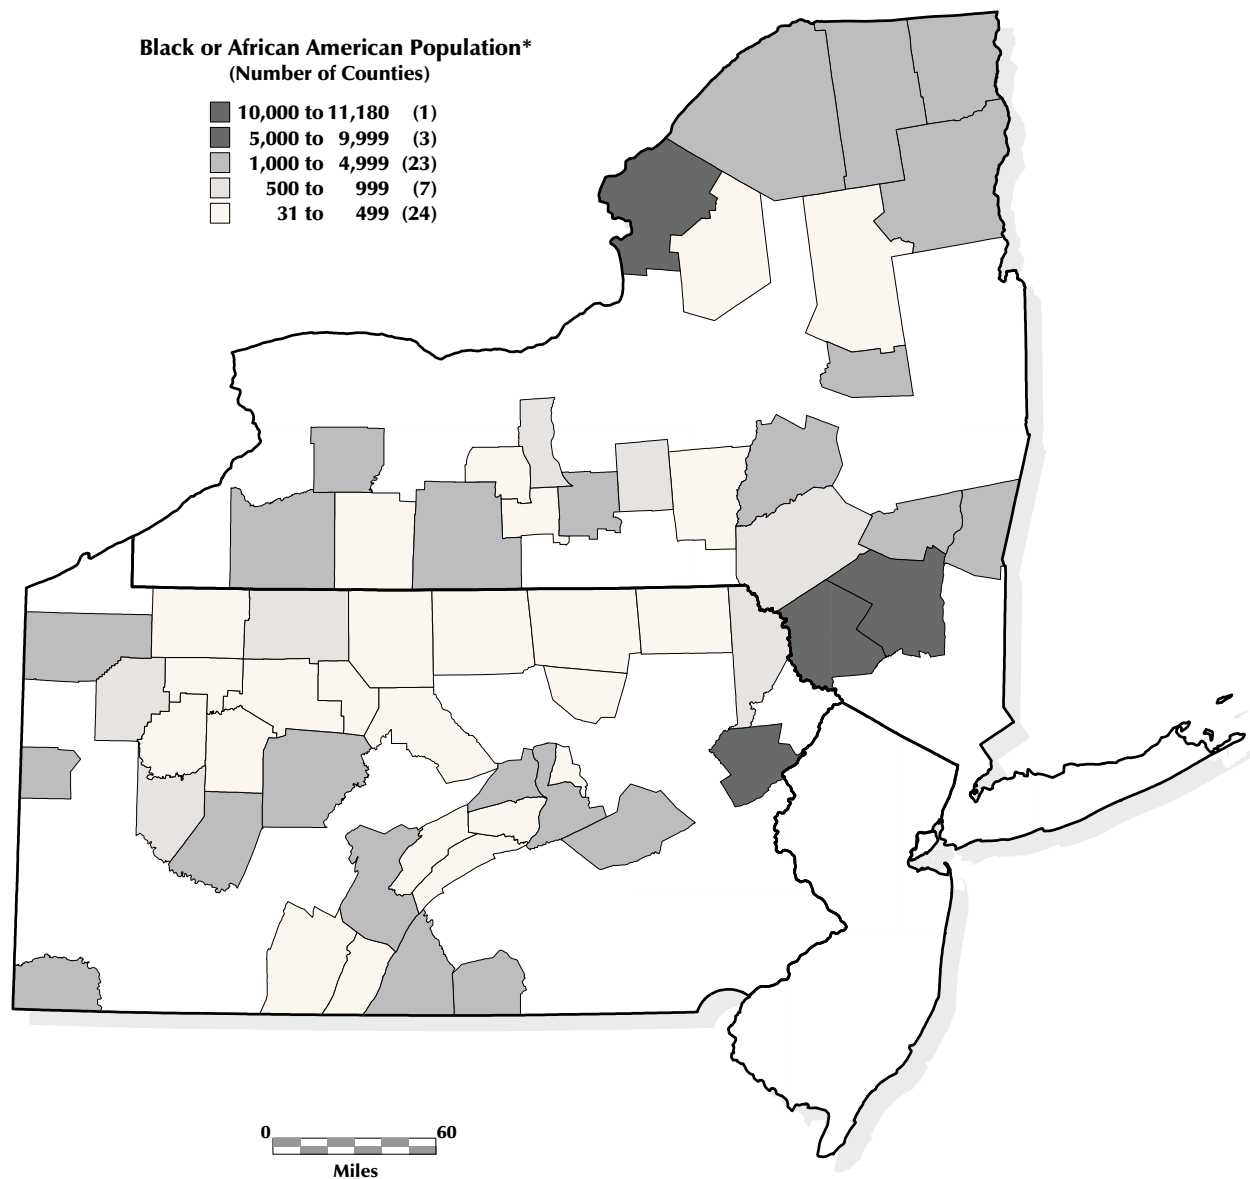 Black or African American Population*
(Number of Counties)
10,000 to 11,180 (1)
5,000 to 9,999 (3)
1,000 to 4,999 (23)
500 to 999 (7)
31 to 499 (24)
0 60
Miles